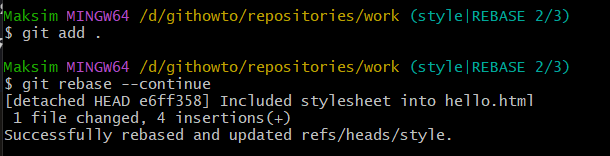 Maksim MINGW64 /d/githowto/repositories/work (style|REBASE 2/3)
$ git add .
Maksim MINGW64 /d/githowto/repositories/work (style|REBASE 2/3)
$ git rebase --continue
[detached HEAD e6ff358] Included stylesheet into hello.html
 1 file changed, 4 insertions(+)
Successfully rebased and updated refs/heads/style.